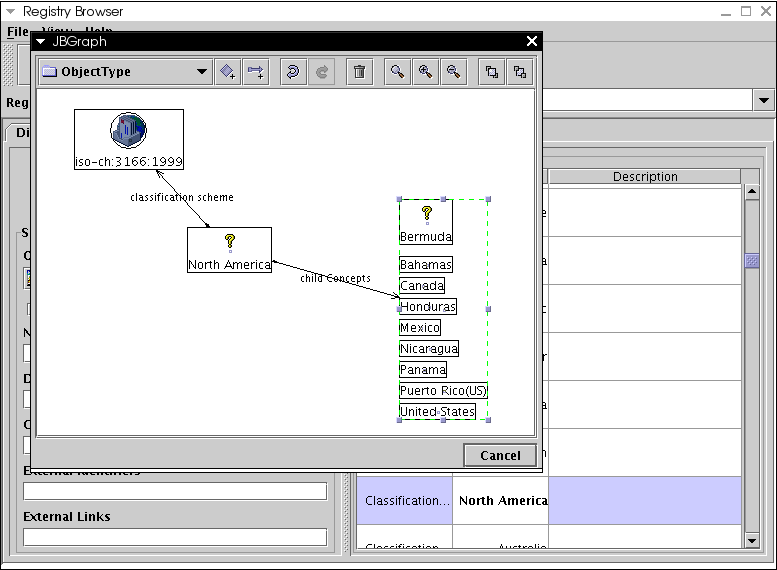 Registry Browser
File View Help
JBGraph
ObjectType
Reg
Di
iso-ch:3166:1999
classification scheme
North America
child Concepts
Bermuda
Bahamas
Canada
Honduras
Mexico
Nicaragua
Panama
Puerto Rico(US)
United States
Cancel
Description
S
N
D
External Identifiers
External Links
Classification... North America
Classification... Australia